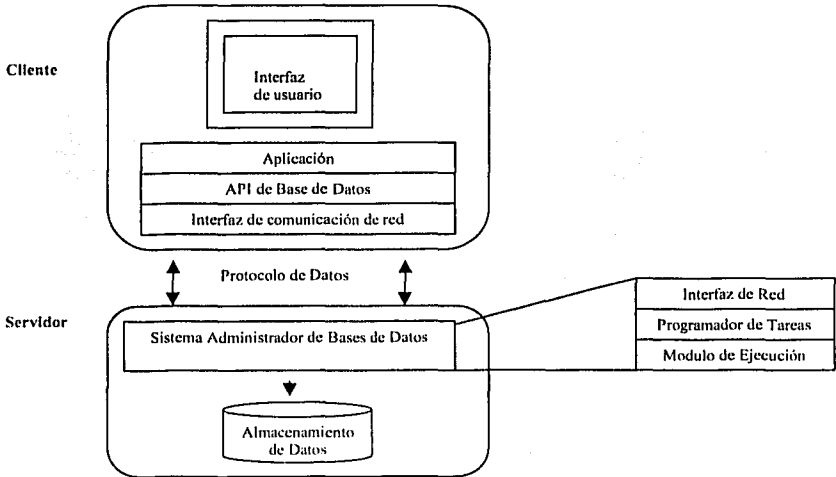 Cliente
Interfaz
de usuario
Aplicación
API de Base de Datos
Interfaz de comunicación de red
Protocolo de Datos
Servidor
Sistema Administrador de Bases de Datos
Almacenamiento
de Datos
Interfaz de Red
Programador de Tareas
Modulo de Ejecución